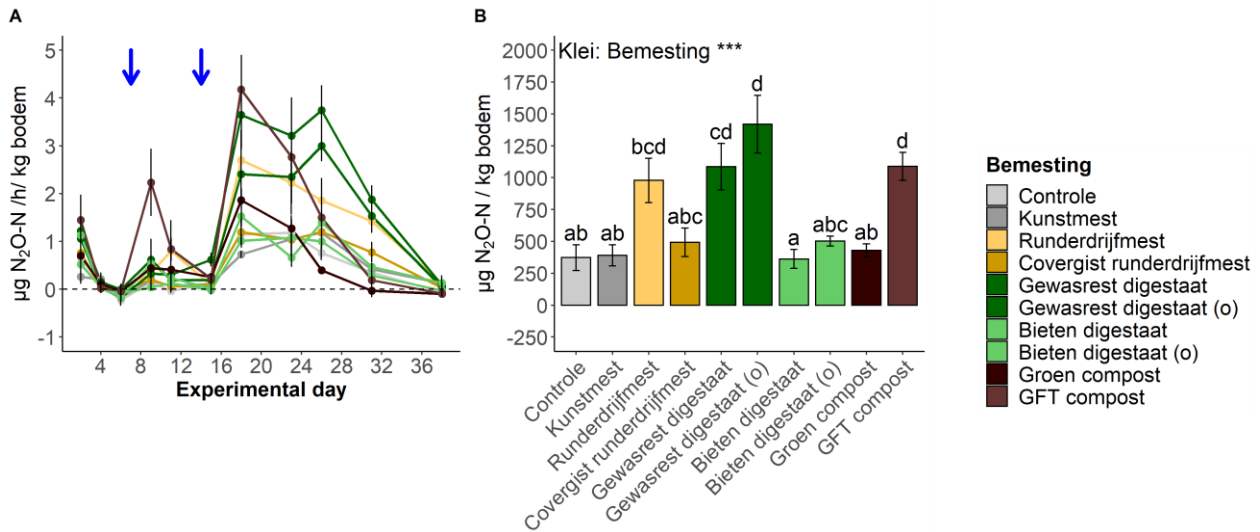 A
µg N₂O-N /h/ kg bodem
5
4
3
2
1
0
-1
4 8 12 16 20 24 28 32 36
Experimental day
B
Klei: Bemesting ***
µg N₂O-N / kg bodem
2000
1750
1500
1250
1000
750
500
250
0
-250
ab ab bcd abc cd d a abc ab d
Controle
Kunstmest
Runderdrijfmest
Covergist runderdrijfmest
Gewasrest digestaat
Gewasrest digestaat (o)
Bieten digestaat
Bieten digestaat (o)
Groen compost
GFT compost
Bemesting
Controle
Kunstmest
Runderdrijfmest
Covergist runderdrijfmest
Gewasrest digestaat
Gewasrest digestaat (o)
Bieten digestaat
Bieten digestaat (o)
Groen compost
GFT compost